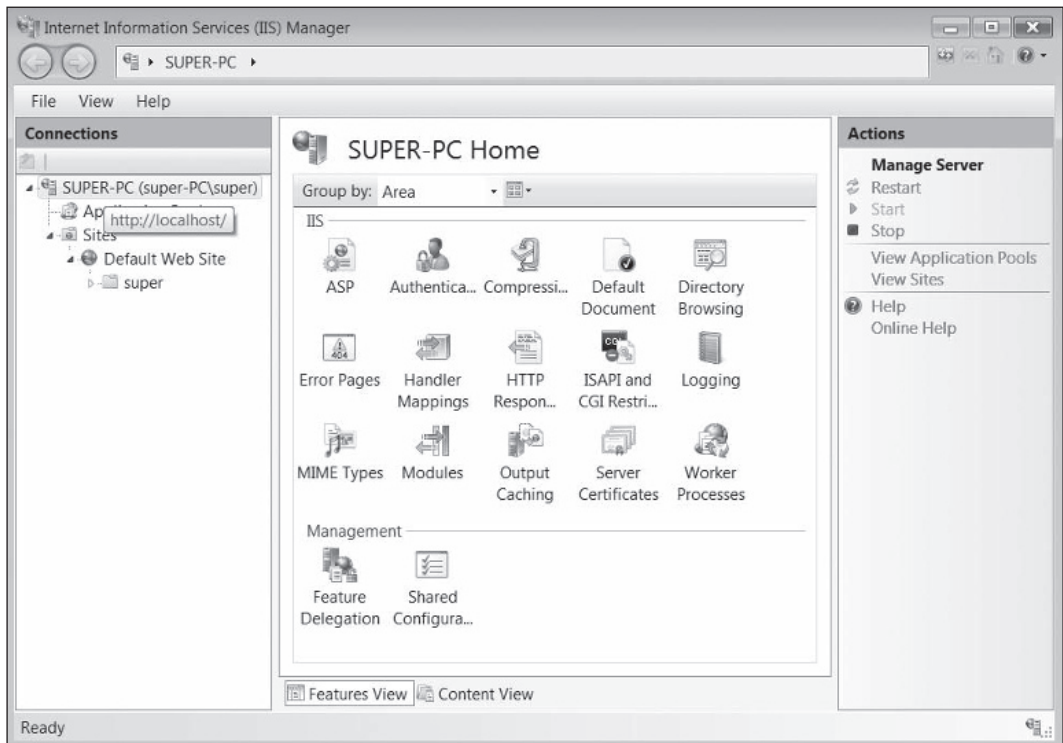 Internet Information Services (IIS) Manager
SUPER-PC
File View Help
Connections
SUPER-PC (super-PC\super)
http://localhost/
Sites
Default Web Site
super
SUPER-PC Home
Group by: Area
IIS
ASP
Authentica...
Compressi...
Default Document
Directory Browsing
Error Pages
Handler Mappings
HTTP Respon...
ISAPI and CGI Restri...
Logging
MIME Types
Modules
Output Caching
Server Certificates
Worker Processes
Management
Feature Delegation
Shared Configura...
Features View
Content View
Actions
Manage Server
Restart
Start
Stop
View Application Pools
View Sites
Help
Online Help
Ready